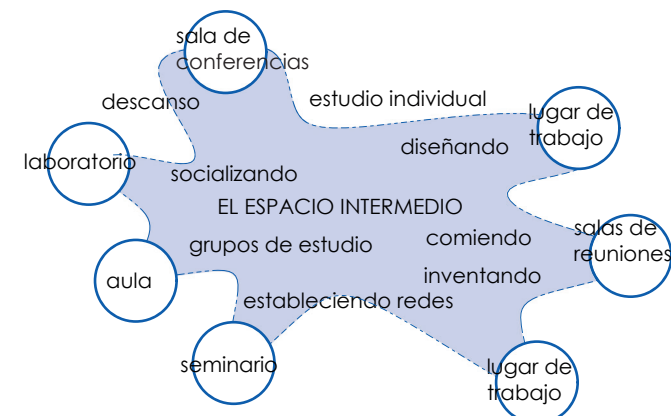 sala de
conferencias
descanso
estudio individual
lugar de
trabajo
diseñando
laboratorio
socializando
EL ESPACIO INTERMEDIO
salas de
reuniones
grupos de estudio
comiendo
aula
inventando
estableciendo redes
seminario
lugar de
trabajo